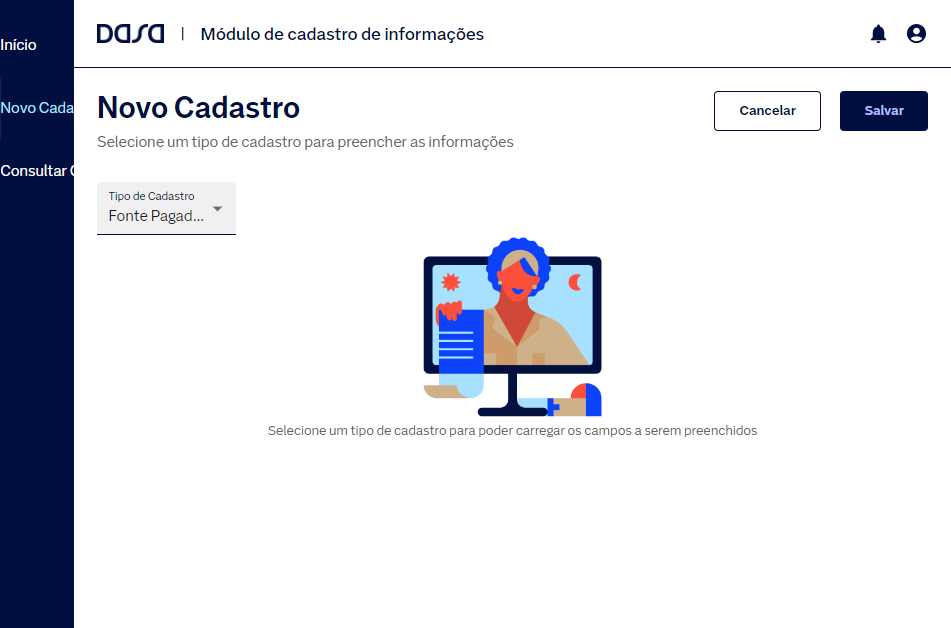 Início
Novo Cada
Consultar
DASA | Módulo de cadastro de informações
Novo Cadastro
Selecione um tipo de cadastro para preencher as informações
Cancelar
Salvar
Tipo de Cadastro
Fonte Pagad...
Selecione um tipo de cadastro para poder carregar os campos a serem preenchidos